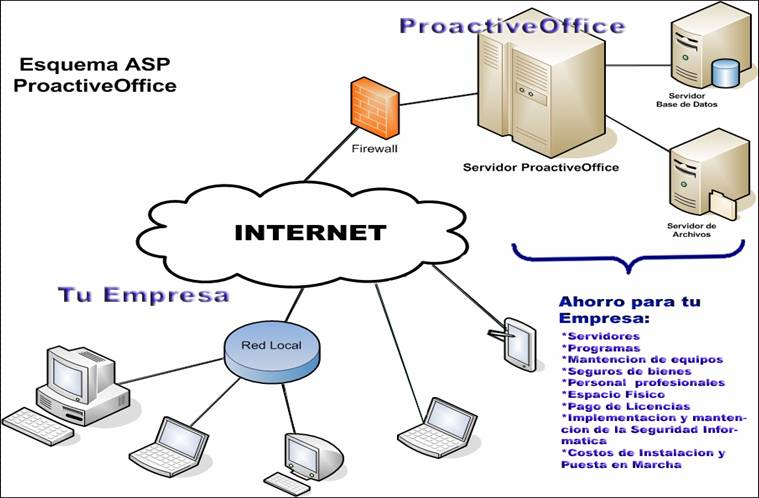 ProactiveOffice
Esquema ASP
ProactiveOffice
Servidor
Base de Datos
Firewall
Servidor ProactiveOffice
Servidor de
Archivos
INTERNET
Tu Empresa
Red Local
Ahorro para tu
Empresa:
*Servidores
*Programas
*Mantencion de equipos
*Seguros de bienes
*Personal profesionales
*Espacio Fisico
*Pago de Licencias
*Implementacion y manten-
cion de la Seguridad Infor-
matica
*Costos de Instalacion y
Puesta en Marcha